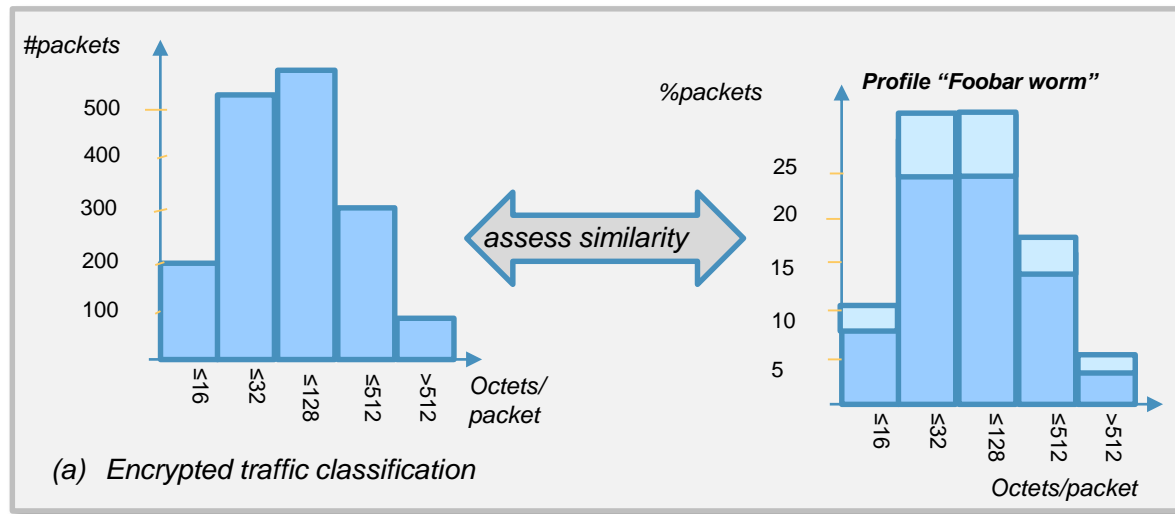 #packets
500
400
300
200
100
≤16
≤32
≤128
≤512
>512
Octets/
packet
assess similarity
%packets
Profile “Foobar worm”
25
20
15
10
5
≤16
≤32
≤128
≤512
>512
Octets/packet
(a) Encrypted traffic classification